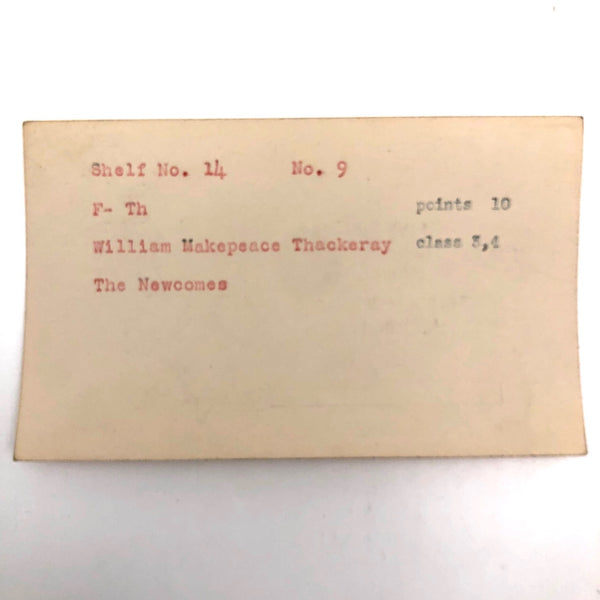 Shelf No. 14 No. 9
F- Th points 10
William Makepeace Thackeray class 3,4
The Newcomes